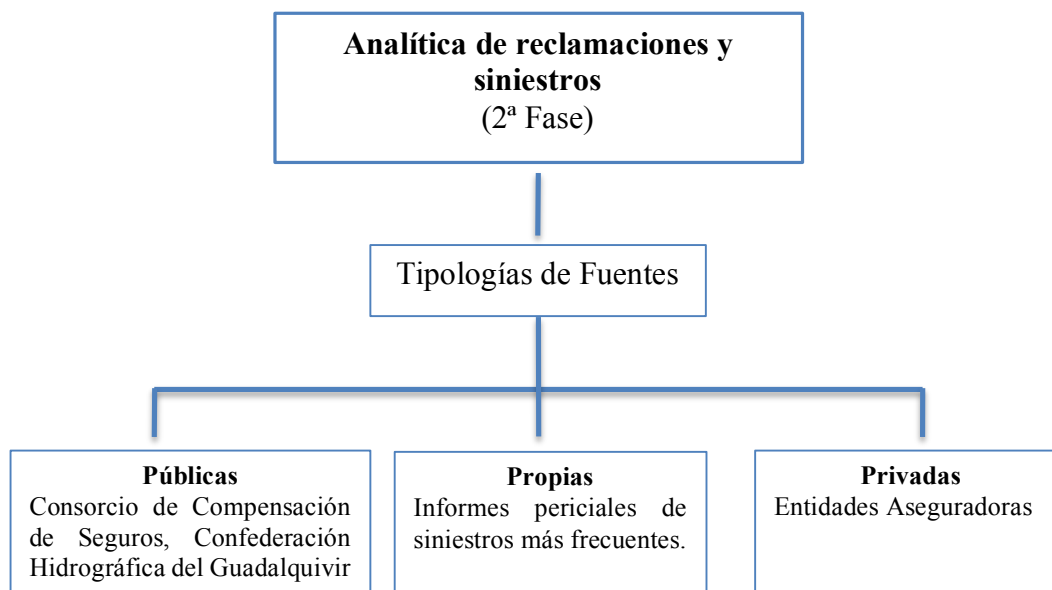 Analítica de reclamaciones y
siniestros
(2ª Fase)
Tipologías de Fuentes
Públicas
Consorcio de Compensación
de Seguros, Confederación
Hidrográfica del Guadalquivir
Propias
Informes periciales de
siniestros más frecuentes.
Privadas
Entidades Aseguradoras